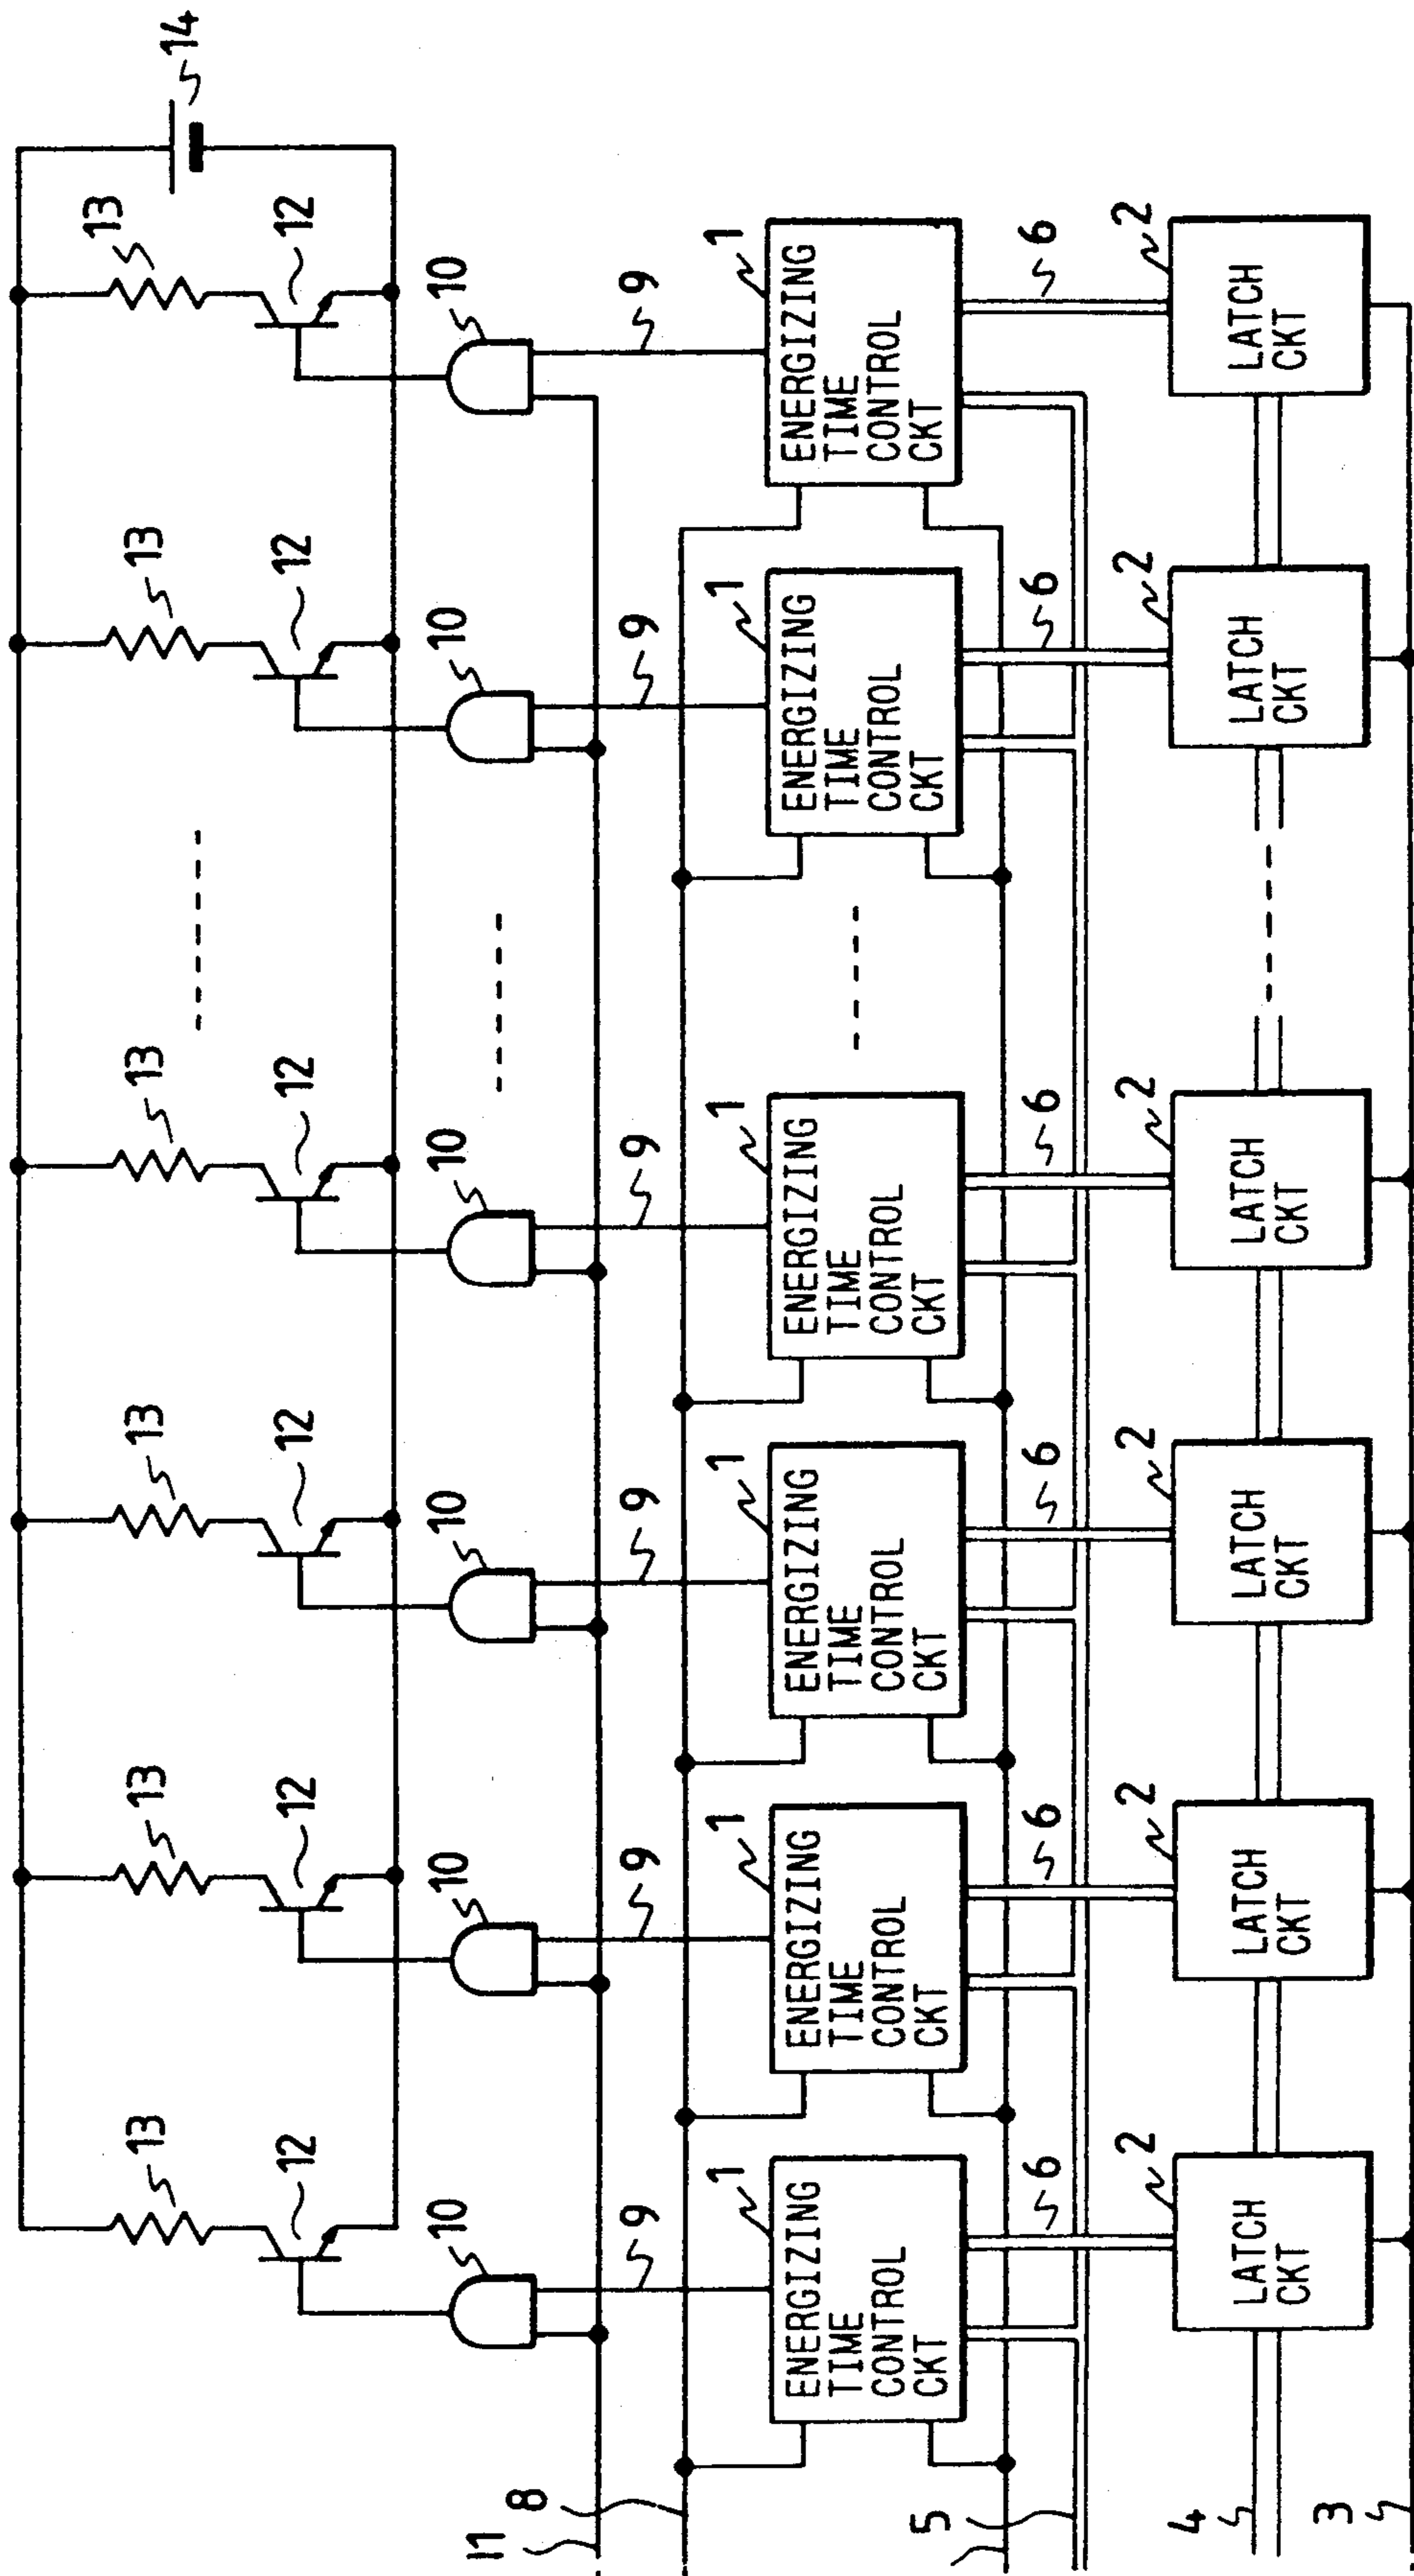 13
13
13
13
13
13
14
12
12
12
12
12
12
10
10
10
10
10
10
11
8
9
9
9
9
9
9
1
1
1
1
1
1
ENERGIZING
TIME
CONTROL
CKT
ENERGIZING
TIME
CONTROL
CKT
ENERGIZING
TIME
CONTROL
CKT
ENERGIZING
TIME
CONTROL
CKT
ENERGIZING
TIME
CONTROL
CKT
ENERGIZING
TIME
CONTROL
CKT
5
6
6
6
6
6
6
2
2
2
2
2
2
4
LATCH
CKT
LATCH
CKT
LATCH
CKT
LATCH
CKT
LATCH
CKT
LATCH
CKT
3